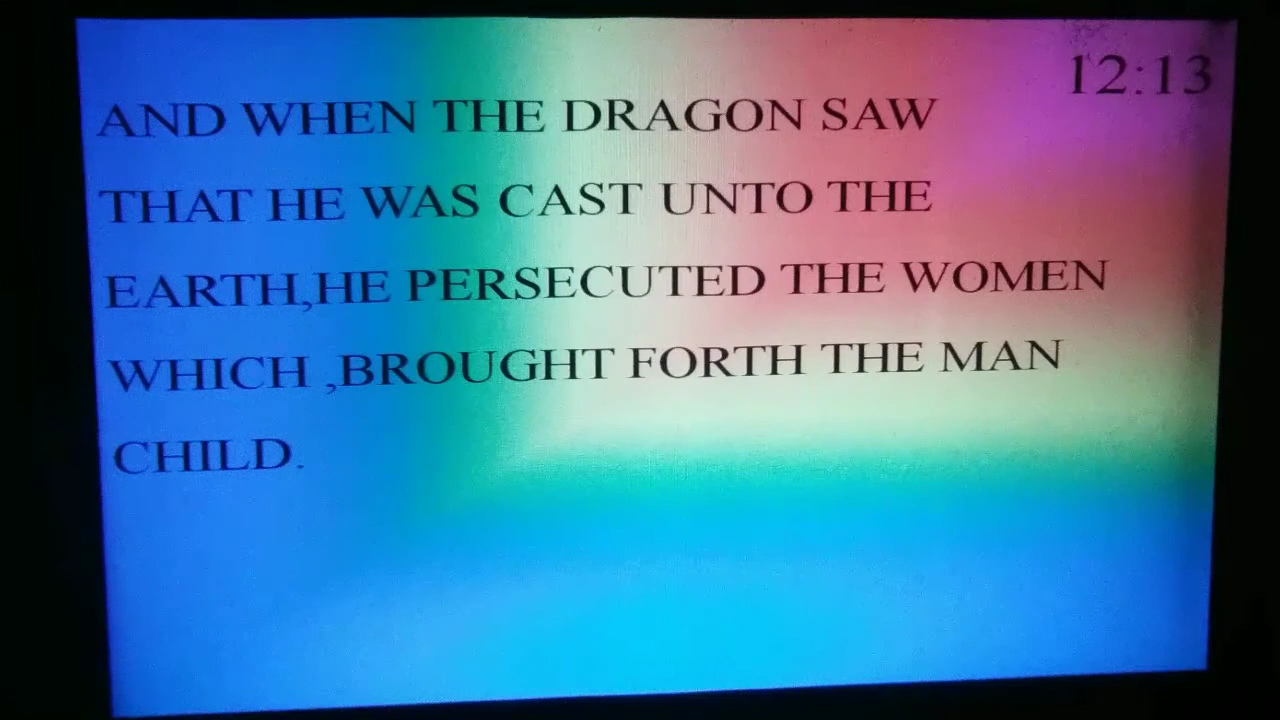 12:13
AND WHEN THE DRAGON SAW
THAT HE WAS CAST UNTO THE
EARTH,HE PERSECUTED THE WOMEN
WHICH ,BROUGHT FORTH THE MAN
CHILD.